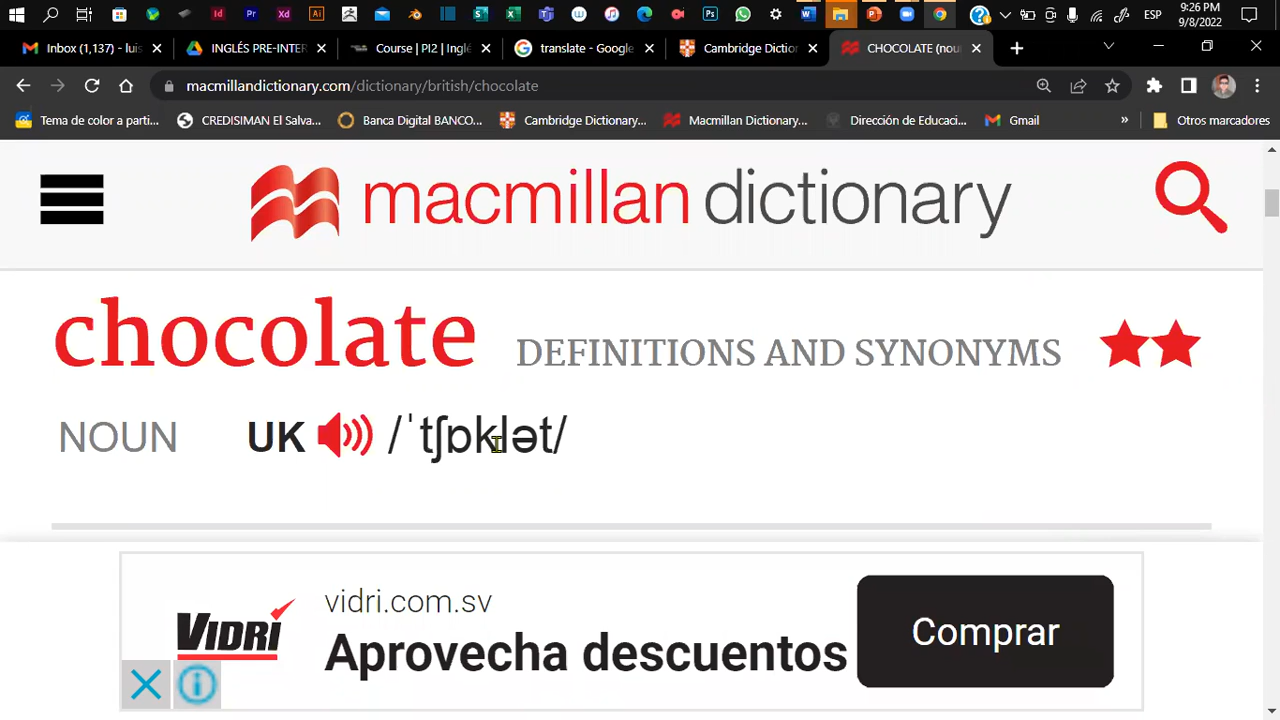 9:26 PM
ESP
9/8/2022
Inbox (1,137) - luis
INGLÉS PRE-INTER
Course | PI2 | Inglé
translate - Google
Cambridge Diction
CHOCOLATE (nou
macmillandictionary.com/dictionary/british/chocolate
Tema de color a parti...
CREDISIMAN El Salva...
Banca Digital BANCO...
Cambridge Dictionary...
Macmillan Dictionary...
Dirección de Educaci...
Gmail
»
Otros marcadores
macmillan dictionary
chocolate DEFINITIONS AND SYNONYMS
NOUN UK /ˈtʃɒklət/
vidri.com.sv
VIDRÍ
Aprovecha descuentos
Comprar